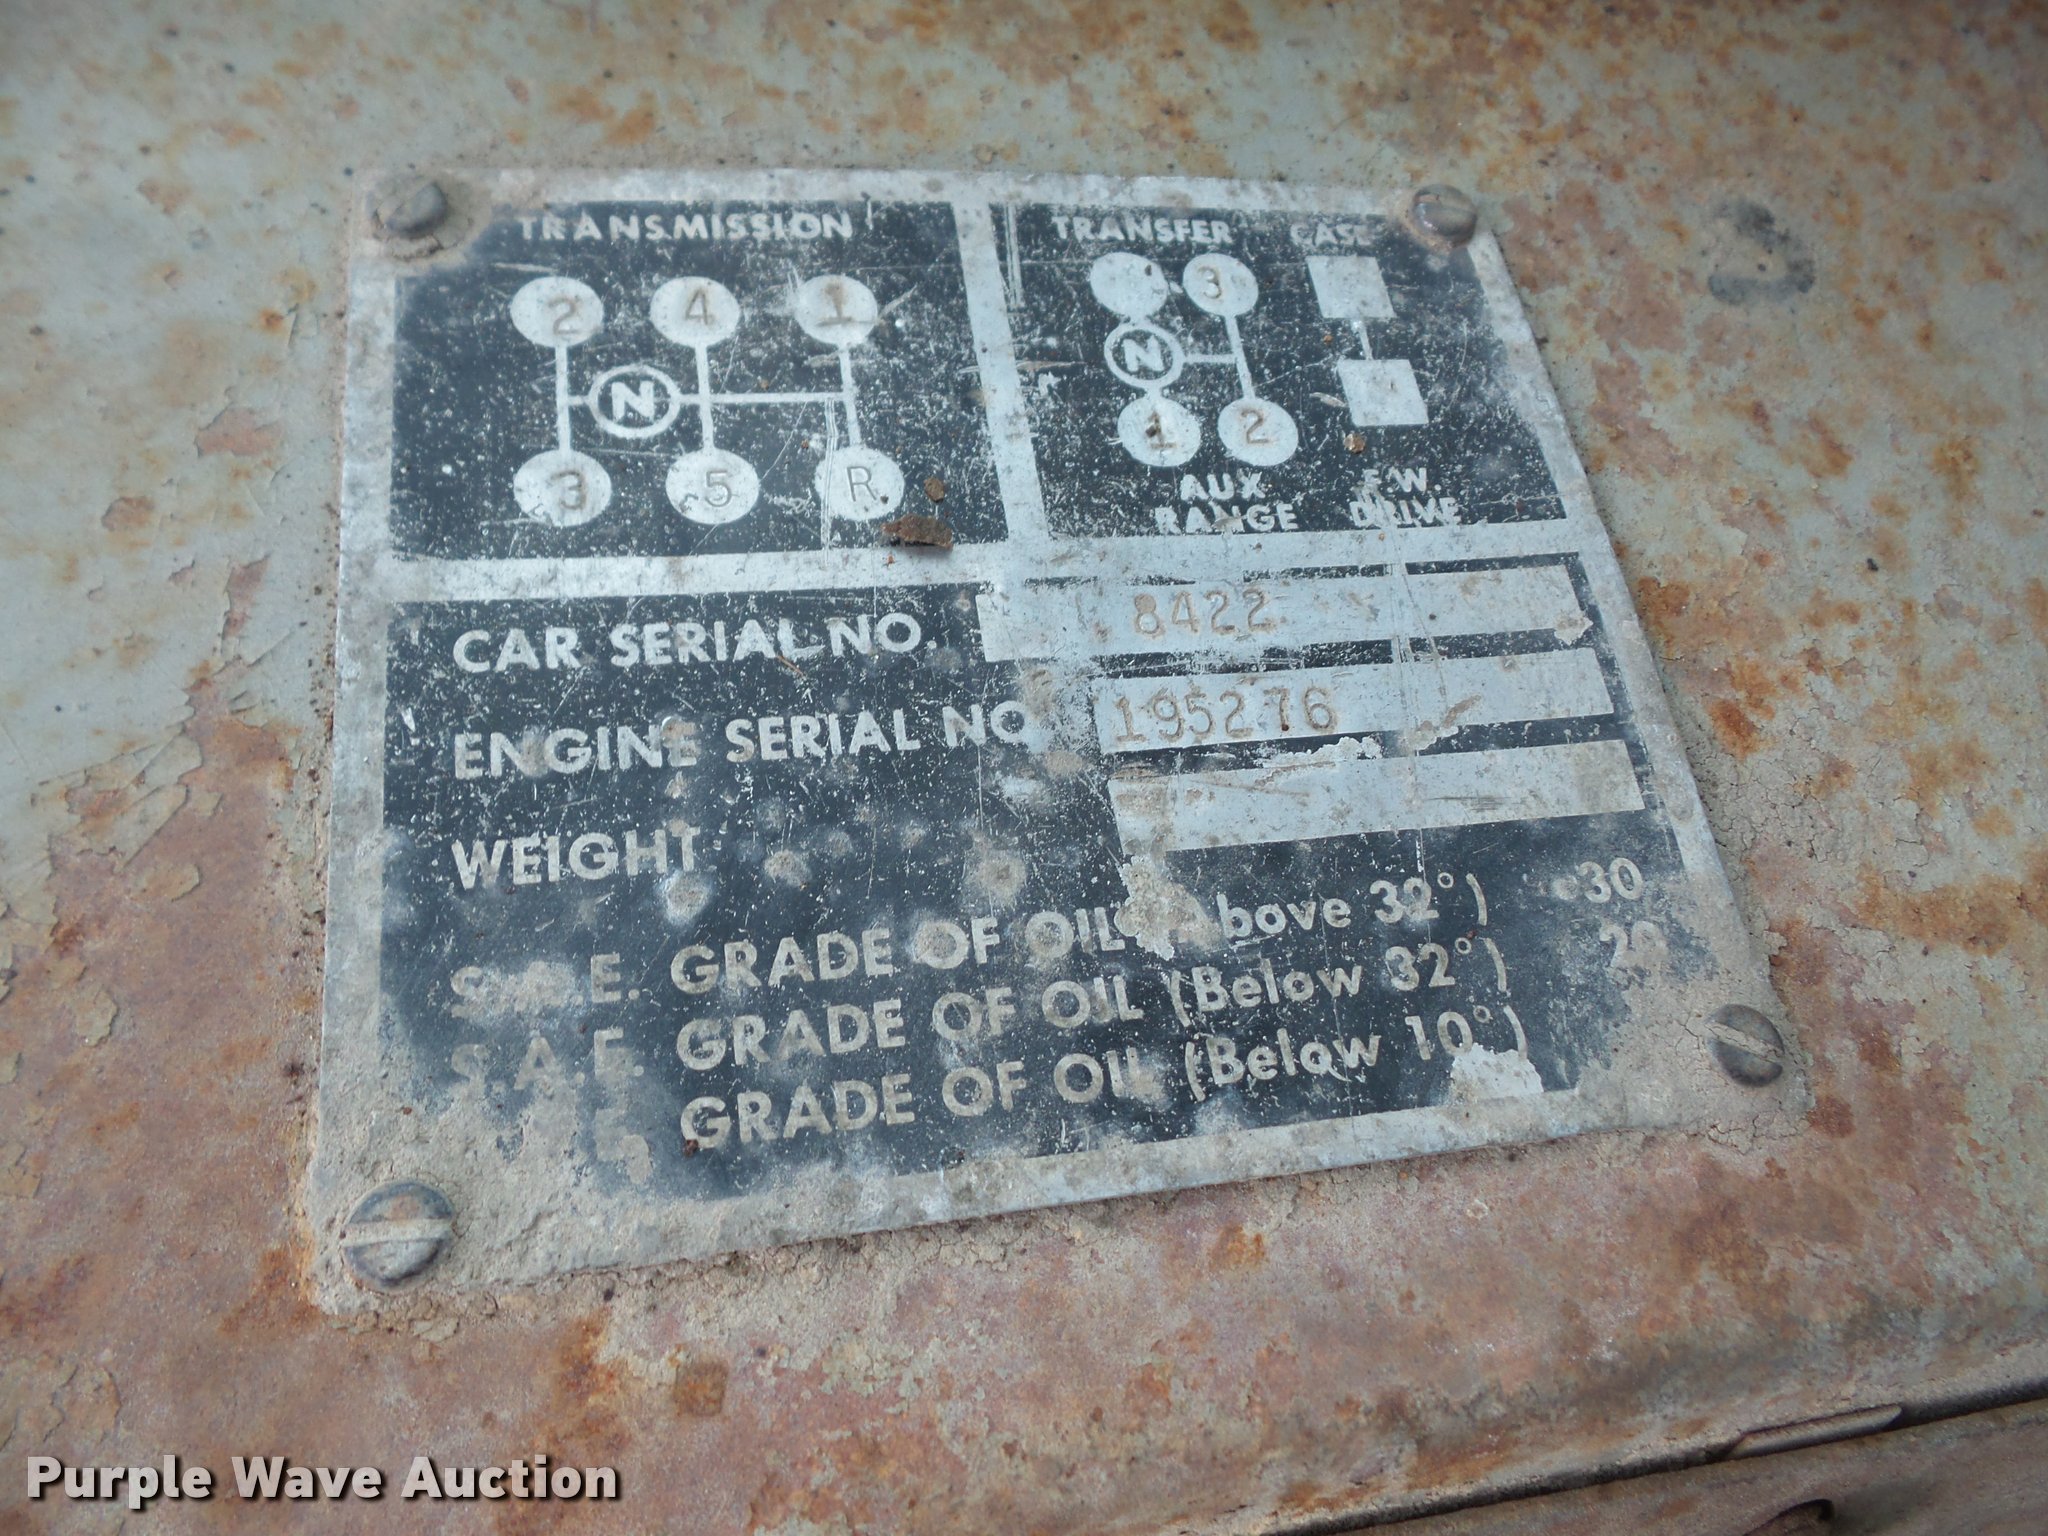 TRANSMISSION
2 4 1
N
3 5 R
TRANSFER CASE
3
N
1 2
AUX RANGE
F.W. DRIVE
CAR SERIAL NO. 8422
ENGINE SERIAL NO 195276
WEIGHT
S.A.E. GRADE OF OIL (Above 32°) 30
S.A.E. GRADE OF OIL (Below 32°) 20
E. GRADE OF OIL (Below 10°)
Purple Wave Auction